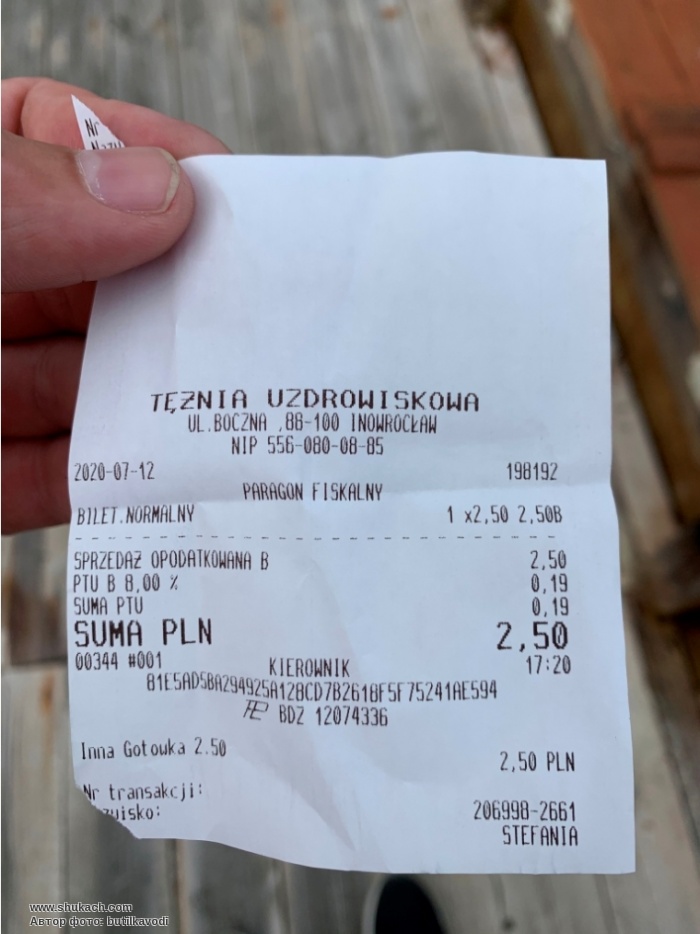 Nr
TĘŻNIA UZDROWISKOWA
UL.BOCZNA ,88-100 INOWROCŁAW
NIP 556-080-08-85
2020-07-12 198192
PARAGON FISKALNY
BILET.NORMALNY 1 x2,50 2,50B
SPRZEDAŻ OPODATKOWANA B 2,50
PTU B 8,00 % 0,19
SUMA PTU 0,19
SUMA PLN 2,50
00344 #001 KIEROWNIK 17:20
81E5AD5BA294925A128CD7B2618F5F75241AE594
BDZ 12074336
Inna Gotowka 2.50 2,50 PLN
Nr transakcji: 206998-2661
STEFANIA
www.shukach.com
Автор фото: butilkavodi